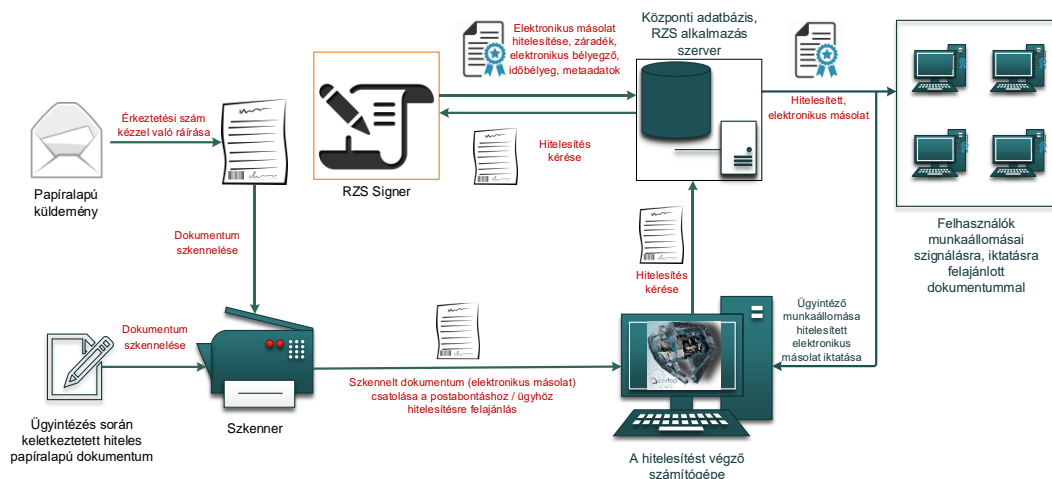 Elektronikus másolat
hitelesítése, záradék,
elektronikus bélyegző,
időbélyeg, metaadatok
Központi adatbázis,
RZS alkalmazás
szerver
Érkeztetési szám
kézzel való ráírása
Hitelesített,
elektronikus másolat
Hitelesítés
kérése
Papíralapú
küldemény
RZS Signer
Felhasználók
munkaállomásai
szignálásra, iktatásra
felajánlott
dokumentummal
Dokumentum
szkennelése
Hitelesítés
kérése
Ügyintéző
munkaállomása
hitelesített
elektronikus
másolat iktatása
Dokumentum
szkennelése
Szkennelt dokumentum (elektronikus másolat)
csatolása a postabontáshoz / ügyhöz
hitelesítésre felajánlás
Szkenner
Ügyintézés során
keletkeztetett hiteles
papíralapú dokumentum
A hitelesítést végző
számítógépe